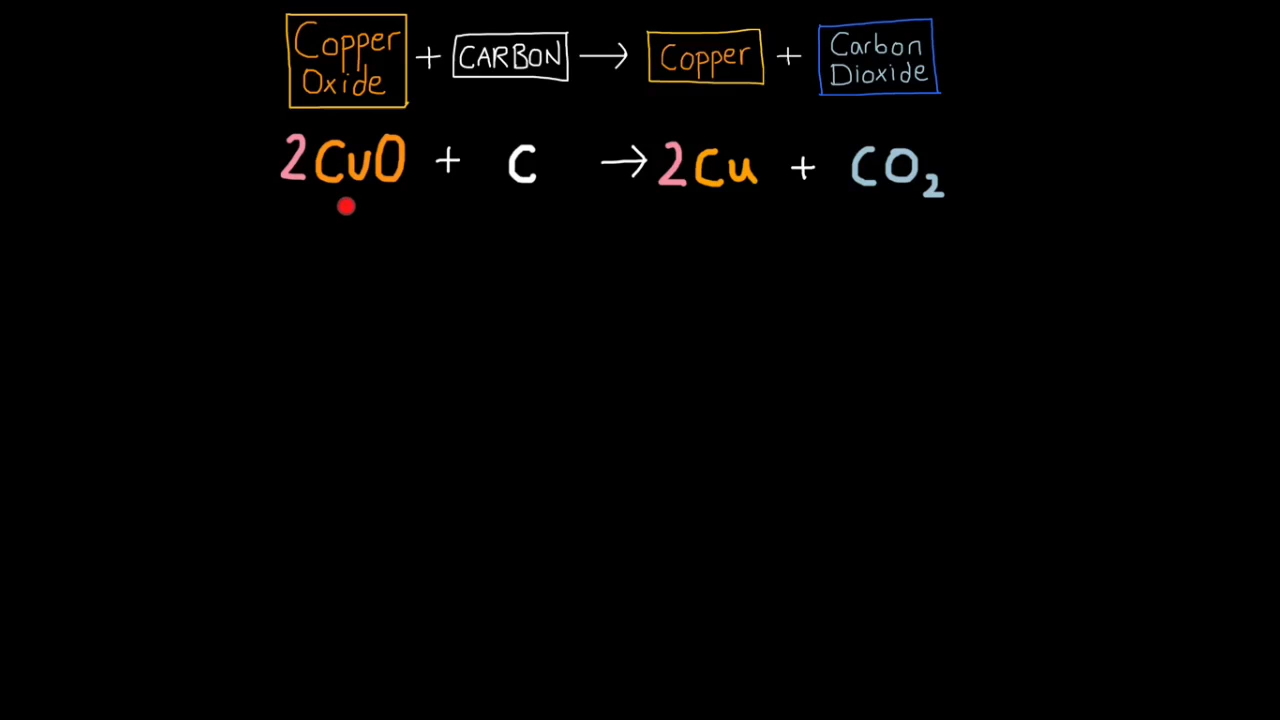 Copper Oxide + CARBON → Copper + Carbon Dioxide
2CuO + C → 2Cu + CO₂